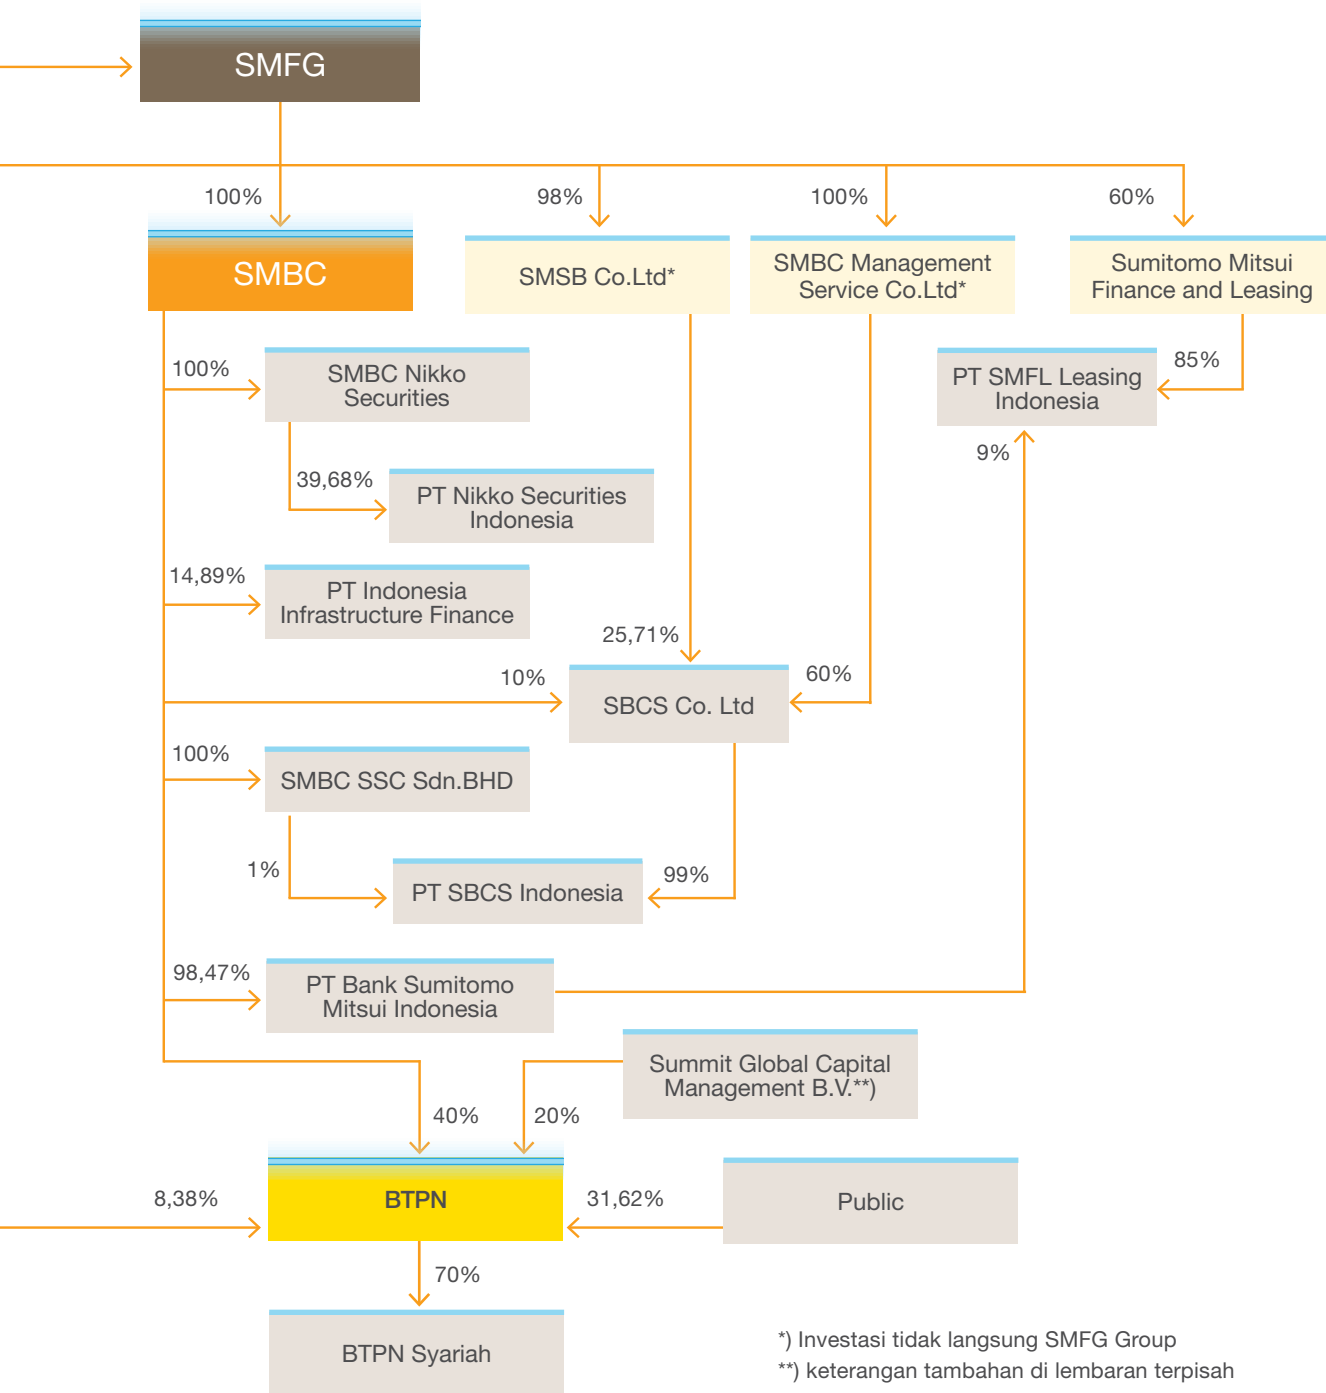 SMFG
100%
98%
100%
60%
SMBC
SMSB Co.Ltd*
SMBC Management
Service Co.Ltd*
Sumitomo Mitsui
Finance and Leasing
100%
SMBC Nikko
Securities
PT SMFL Leasing
Indonesia
85%
9%
39,68%
PT Nikko Securities
Indonesia
14,89%
PT Indonesia
Infrastructure Finance
25,71%
10%
60%
SBCS Co. Ltd
100%
SMBC SSC Sdn.BHD
1%
PT SBCS Indonesia
99%
98,47%
PT Bank Sumitomo
Mitsui Indonesia
Summit Global Capital
Management B.V.**)
40%
20%
8,38%
BTPN
31,62%
Public
70%
BTPN Syariah
*) Investasi tidak langsung SMFG Group
**) keterangan tambahan di lembaran terpisah